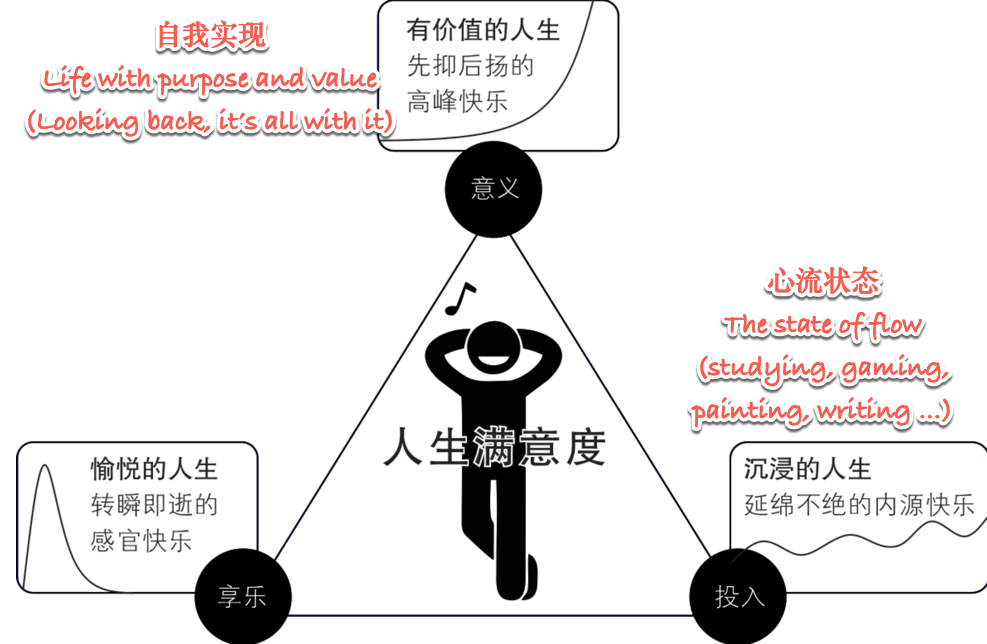 自我实现
Life with purpose and value
(Looking back, it's all with it)
有价值的人生
先抑后扬的
高峰快乐
意义
心流状态
The state of flow
(studying, gaming,
painting, writing ...)
人生满意度
愉悦的人生
转瞬即逝的
感官快乐
享乐
沉浸的人生
延绵不绝的内源快乐
投入